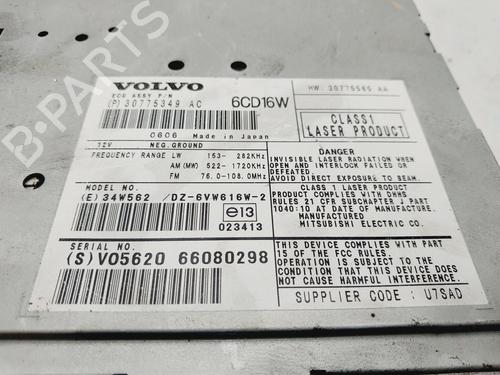 B-PARTS
VOLVO
ECU ASSY P/N
(P) 30775349 AC
6CD16W
HW: 30775565 AA
CLASS1
LASER PRODUCT
0606 Made in Japan
12V NEG.GROUND
FREQUENCY RANGE LW 153- 282KHz
AM(MW) 522- 1720KHz
FM 76.0-108.0MHz
MODEL NO.
(E) 34W562 /DZ-6VW616W-2
e13
023413
SERIAL NO.
(S) V05620 66080298
DANGER
INVISIBLE LASER RADIATION WHEN
OPEN AND INTERLOCK FAILED OR
DEFEATED.
AVOID DIRECT EXPOSURE TO BEAM.
CLASS 1 LASER PRODUCT
THIS PRODUCT COMPLIES WITH DHHS
RULES 21 CFR SUBCHAPTER J PART
1040:10 AT DATE OF MANUFACTURE.
MANUFACTURED:
MITSUBISHI ELECTRIC CO.
THIS DEVICE COMPLIES WITH PART
15 OF THE FCC RULES.
OPERATION IS SUBJECT TO THE
CONDITION THAT THIS DEVICE DOES
NOT CAUSE HARMFUL INTERFERENCE.
SUPPLIER CODE : U7SAD